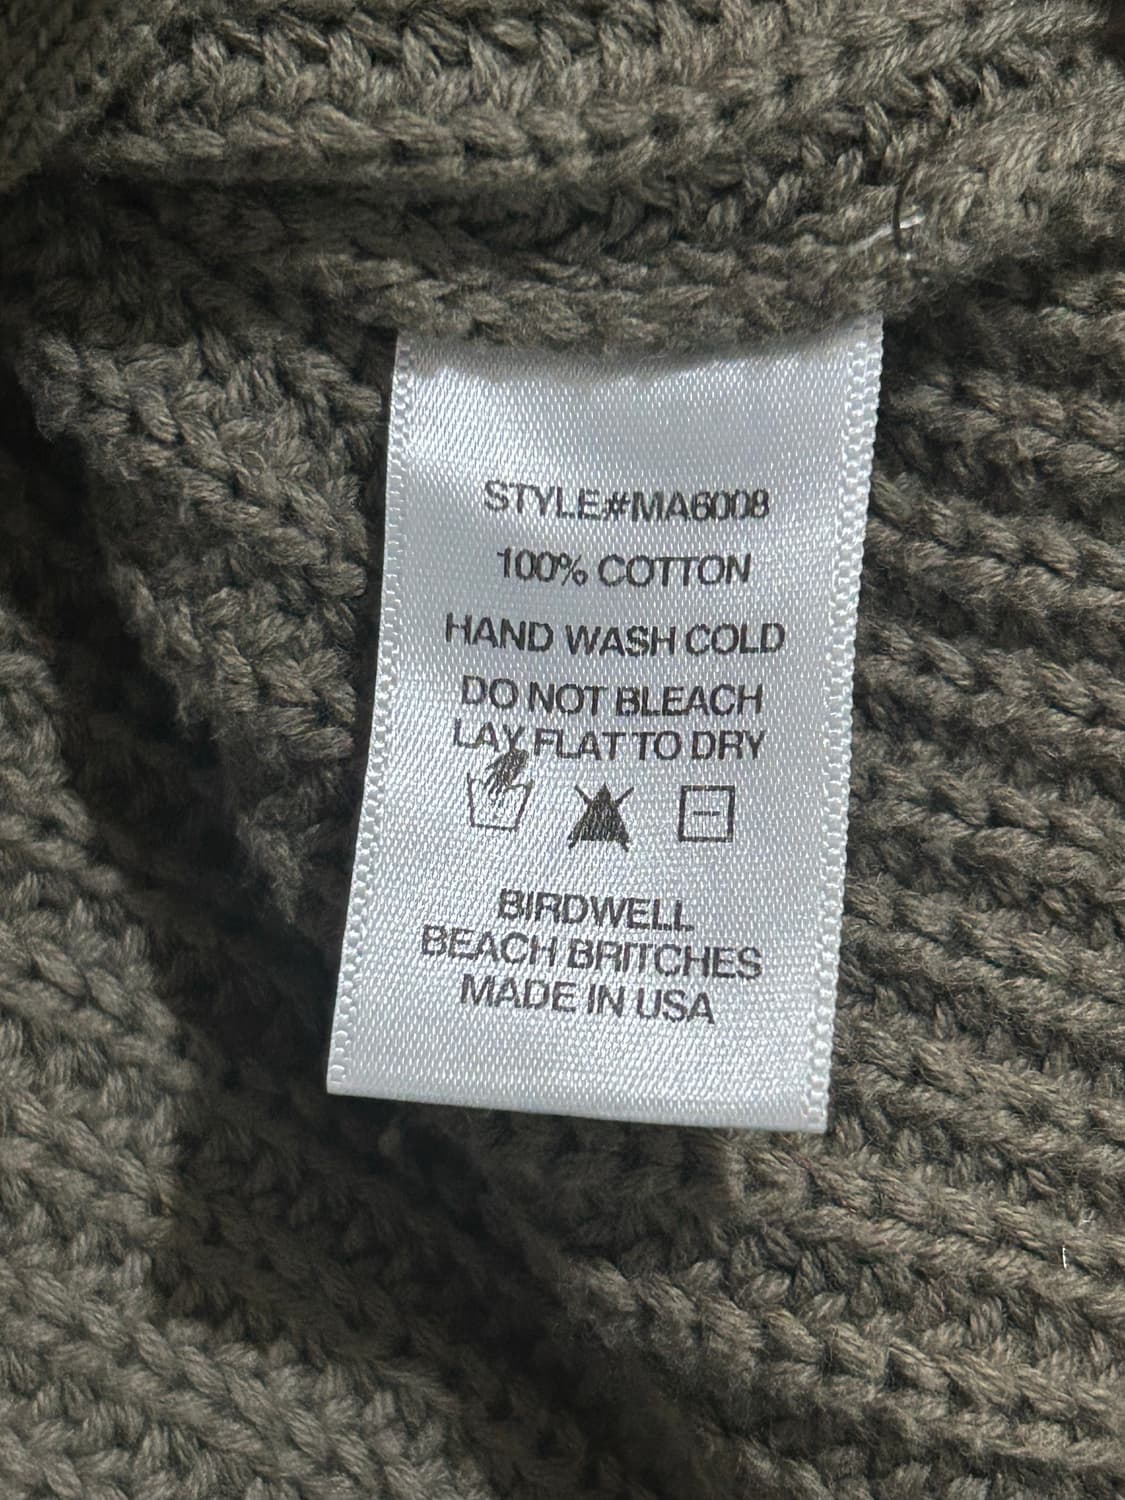 STYLE#MA6008
100% COTTON
HAND WASH COLD
DO NOT BLEACH
LAY FLAT TO DRY
BIRDWELL
BEACH BRITCHES
MADE IN USA